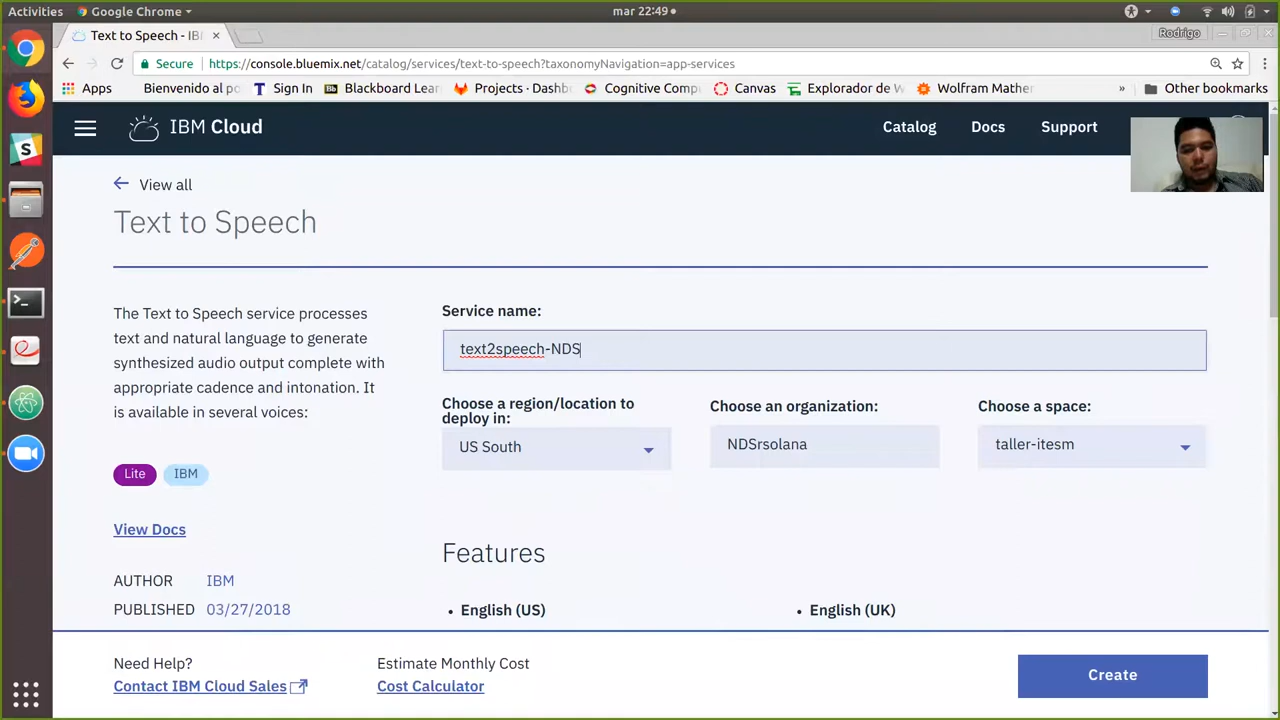 Activities
Google Chrome
mar 22:49
Text to Speech - IBI
Rodrigo
Secure
https://console.bluemix.net/catalog/services/text-to-speech?taxonomyNavigation=app-services
Apps
Bienvenido al po
Sign In
Blackboard Lear
Projects · Dashb
Cognitive Comp
Canvas
Explorador de W
Wolfram Mather
»
Other bookmarks
IBM Cloud
Catalog
Docs
Support
View all
Text to Speech
The Text to Speech service processes
text and natural language to generate
synthesized audio output complete with
appropriate cadence and intonation. It
is available in several voices:
Lite
IBM
View Docs
AUTHOR IBM
PUBLISHED 03/27/2018
Service name:
text2speech-NDS
Choose a region/location to
deploy in:
US South
Choose an organization:
NDSrsolana
Choose a space:
taller-itesm
Features
• English (US)
• English (UK)
Need Help?
Contact IBM Cloud Sales
Estimate Monthly Cost
Cost Calculator
Create